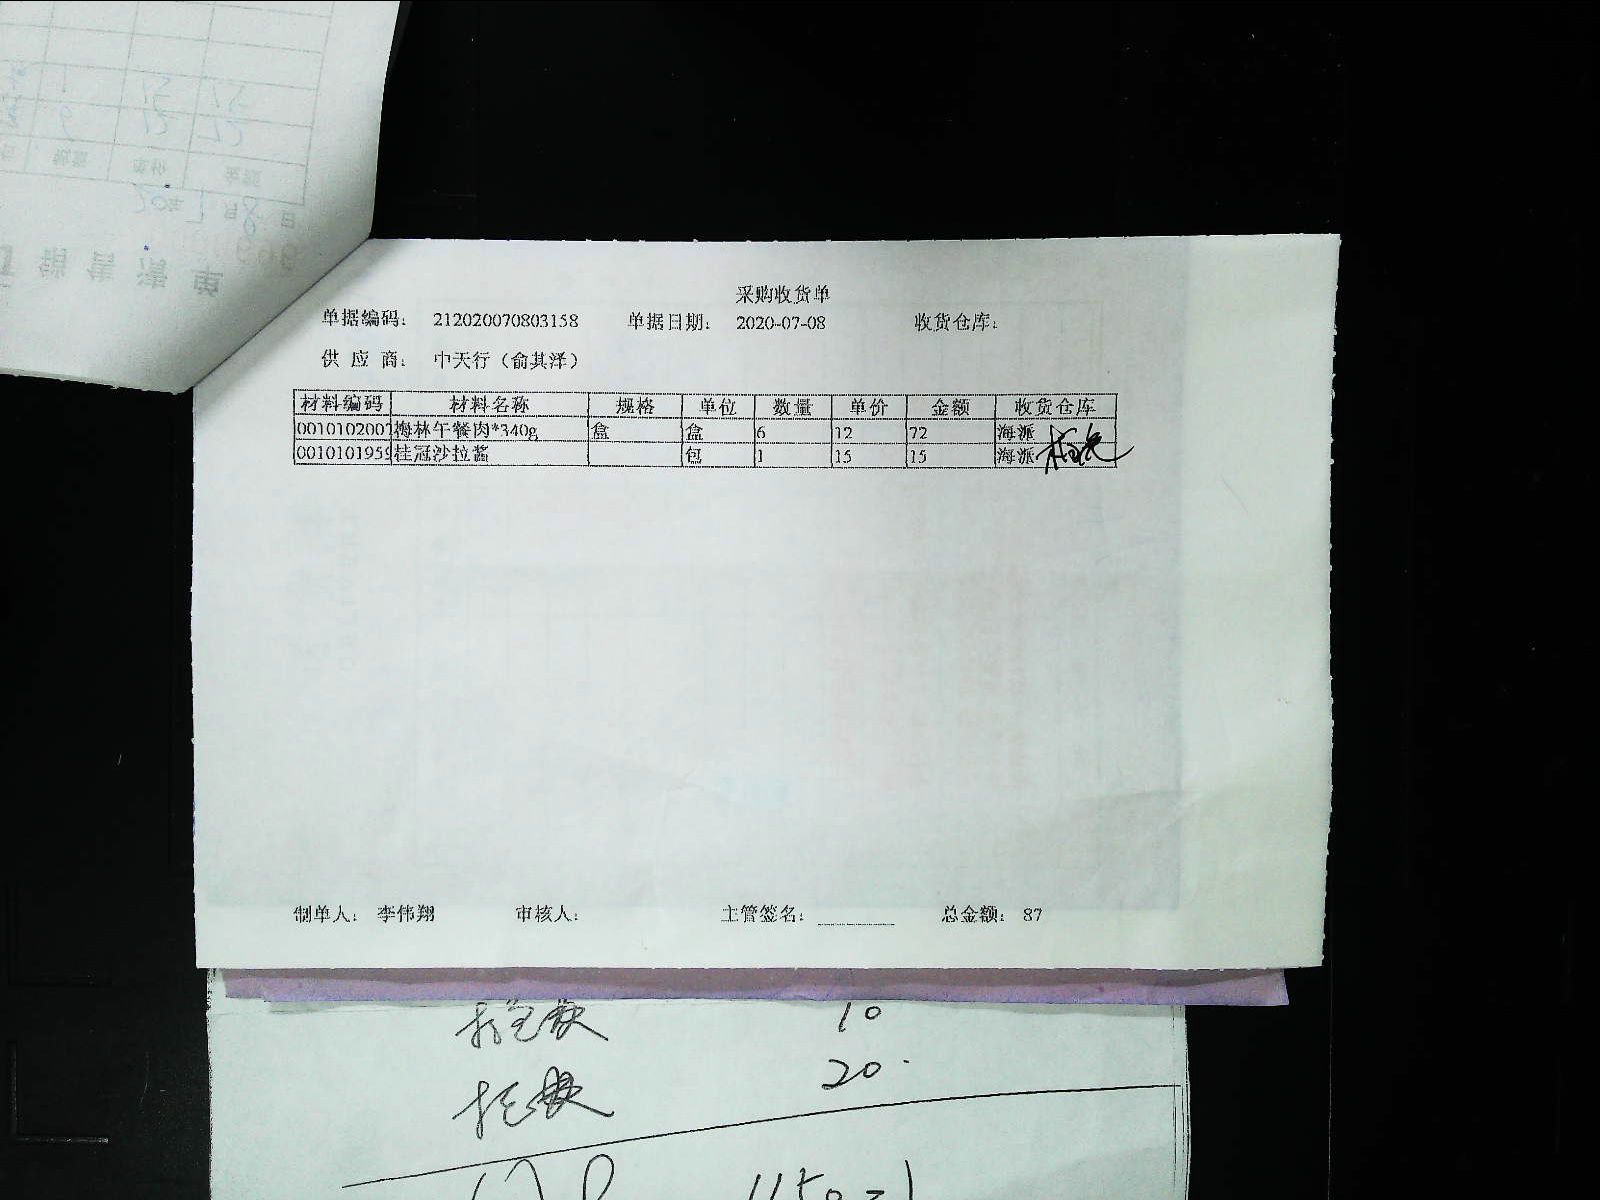 采购收货单
单据编码： 212020070803158 单据日期： 2020-07-08 收货仓库：
供 应 商： 中天行（俞其泽）
材料编码 材料名称 规格 单位 数量 单价 金额 收货仓库
0010102007 梅林午餐肉*340g 盒 盒 6 12 72 海派
0010101959 桂冠沙拉酱 包 1 15 15 海派
制单人： 李伟翔 审核人： 主管签名： 总金额： 87
10
20